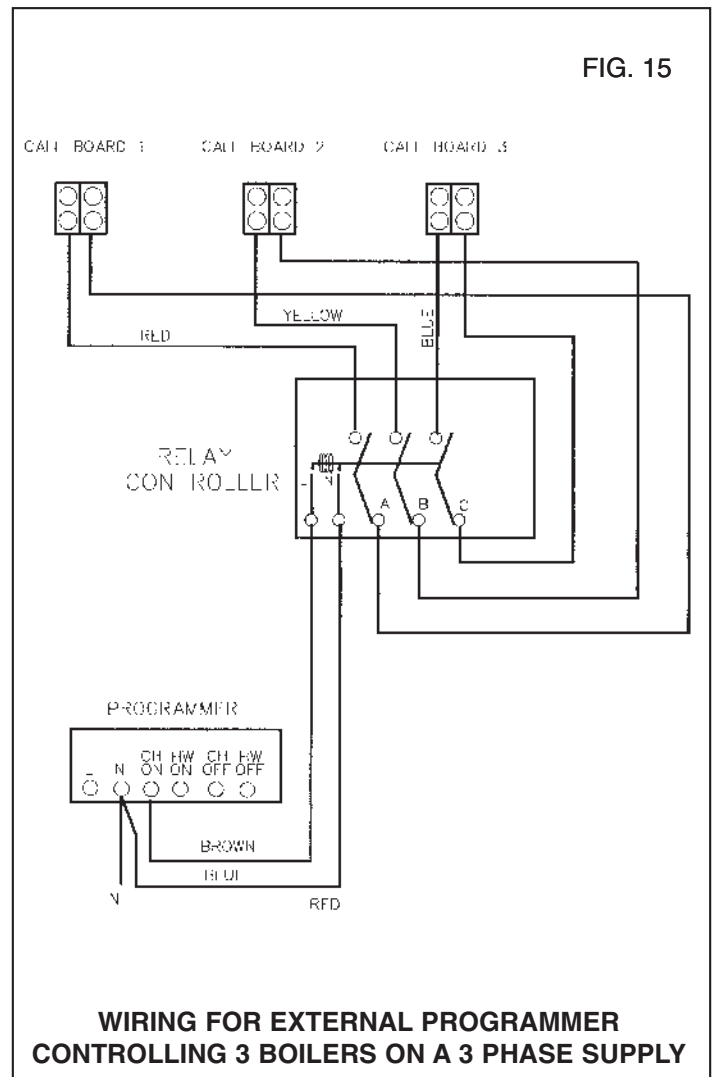 FIG. 15
CALL BOARD 1 CALL BOARD 2 CALL BOARD 3
YELLOW
RED
BLUE
RELAY
CONTROLLER
L N
A B C
PROGRAMMER
CH HW CH HW
L N ON ON OFF OFF
BROWN
BLUE
N
RED
WIRING FOR EXTERNAL PROGRAMMER
CONTROLLING 3 BOILERS ON A 3 PHASE SUPPLY